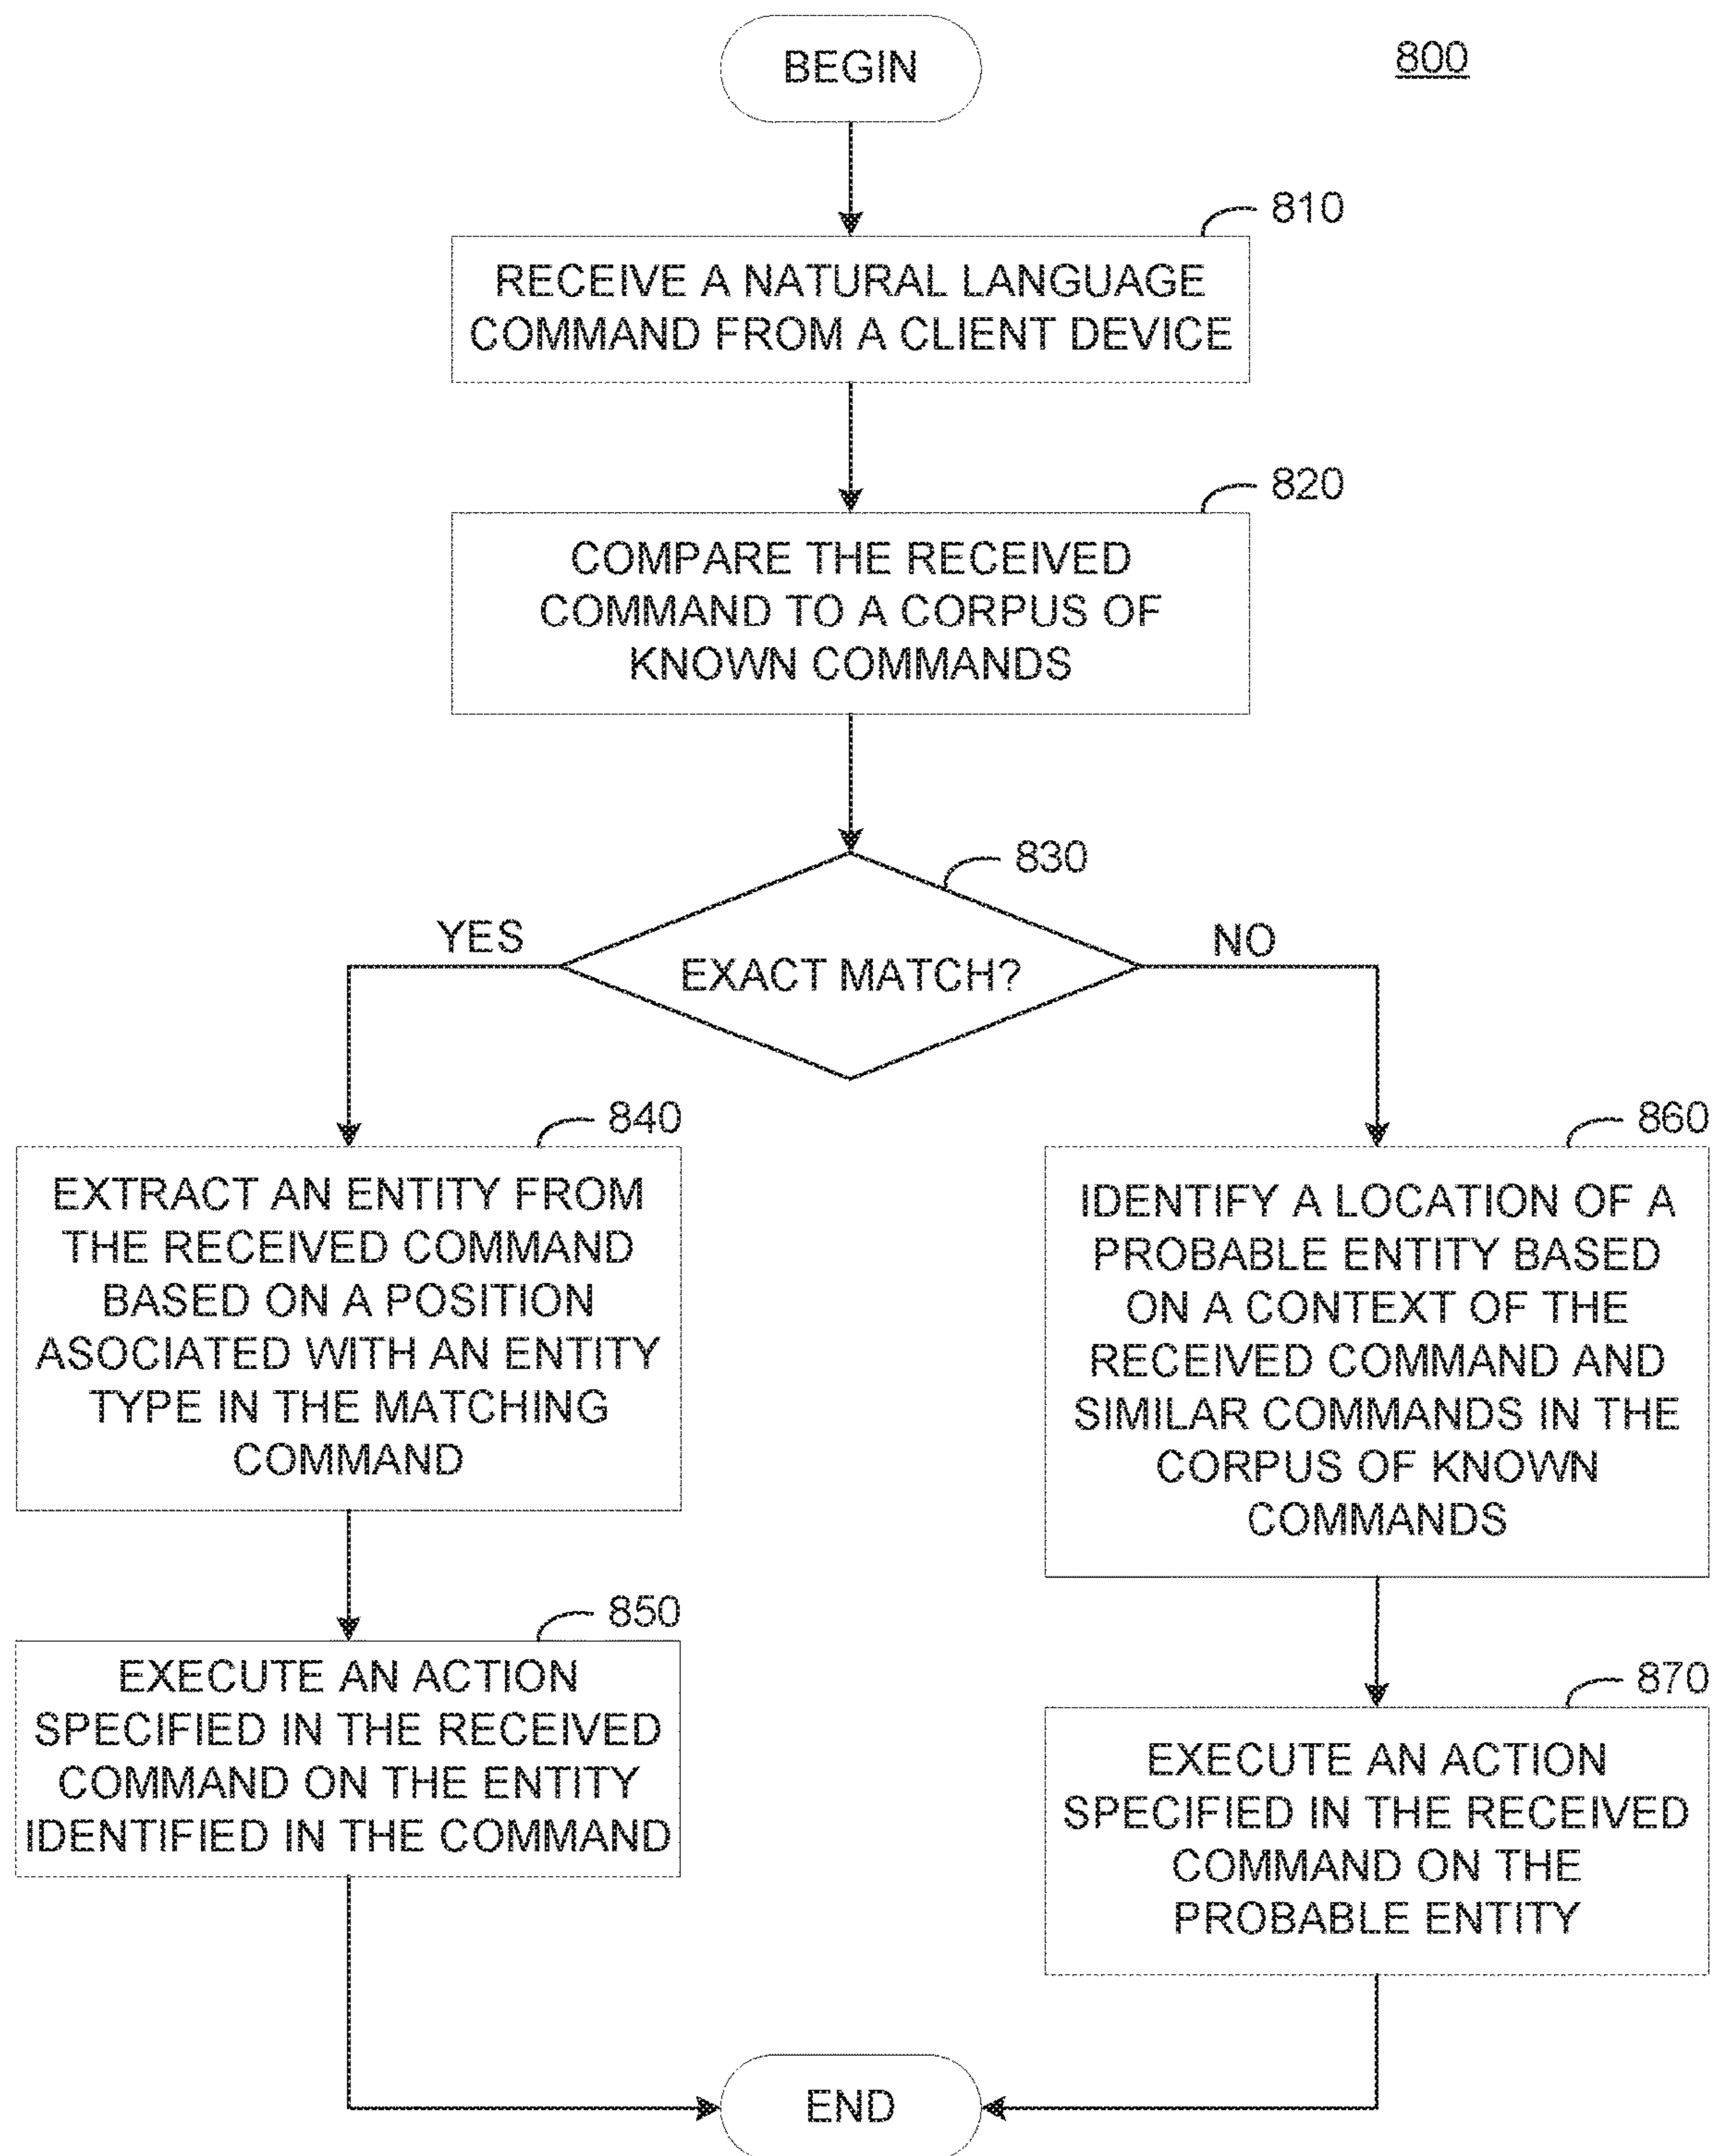 BEGIN
800
810
RECEIVE A NATURAL LANGUAGE
COMMAND FROM A CLIENT DEVICE
820
COMPARE THE RECEIVED
COMMAND TO A CORPUS OF
KNOWN COMMANDS
830
YES
EXACT MATCH?
NO
840
EXTRACT AN ENTITY FROM
THE RECEIVED COMMAND
BASED ON A POSITION
ASOCIATED WITH AN ENTITY
TYPE IN THE MATCHING
COMMAND
850
EXECUTE AN ACTION
SPECIFIED IN THE RECEIVED
COMMAND ON THE ENTITY
IDENTIFIED IN THE COMMAND
860
IDENTIFY A LOCATION OF A
PROBABLE ENTITY BASED
ON A CONTEXT OF THE
RECEIVED COMMAND AND
SIMILAR COMMANDS IN THE
CORPUS OF KNOWN
COMMANDS
870
EXECUTE AN ACTION
SPECIFIED IN THE RECEIVED
COMMAND ON THE
PROBABLE ENTITY
END